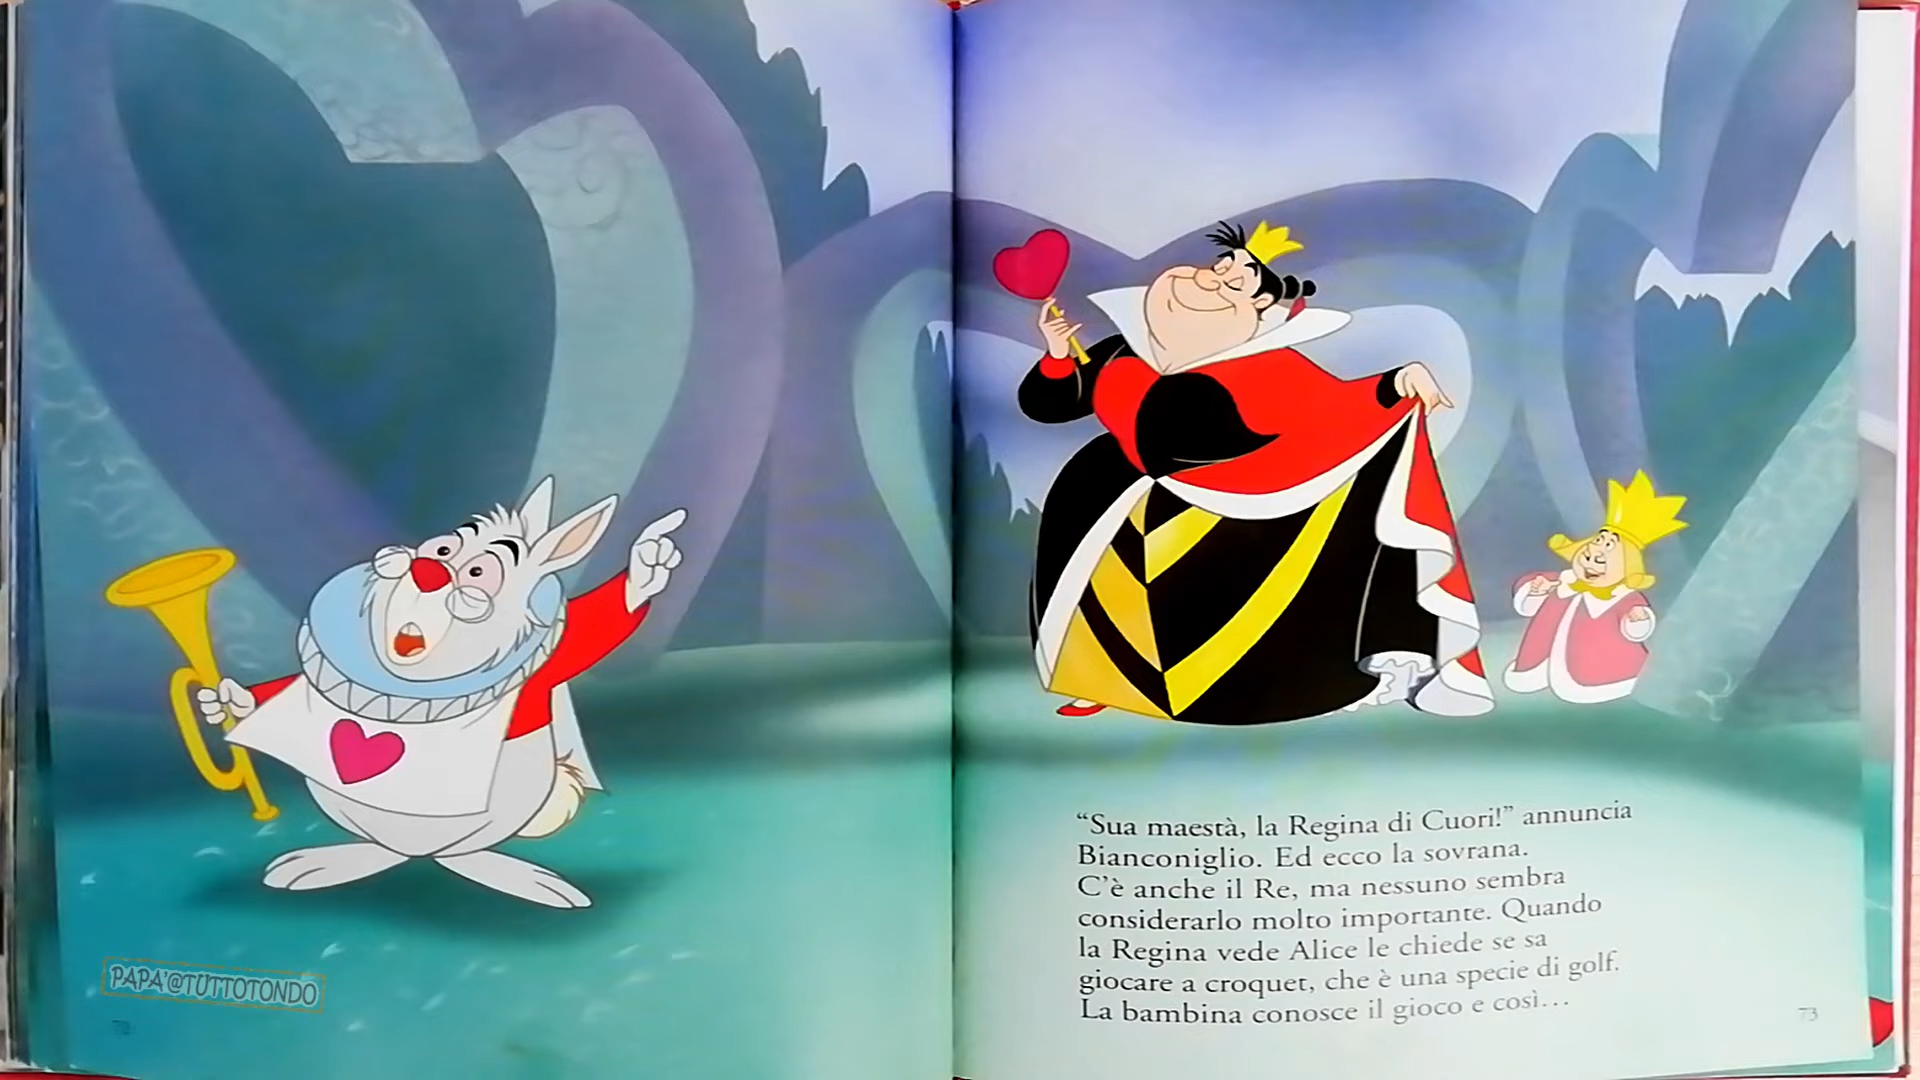 “Sua maestà, la Regina di Cuori!” annuncia
Bianconiglio. Ed ecco la sovrana.
C’è anche il Re, ma nessuno sembra
considerarlo molto importante. Quando
la Regina vede Alice le chiede se sa
giocare a croquet, che è una specie di golf.
La bambina conosce il gioco e così...
PAPA'@TUTTOTONDO
73